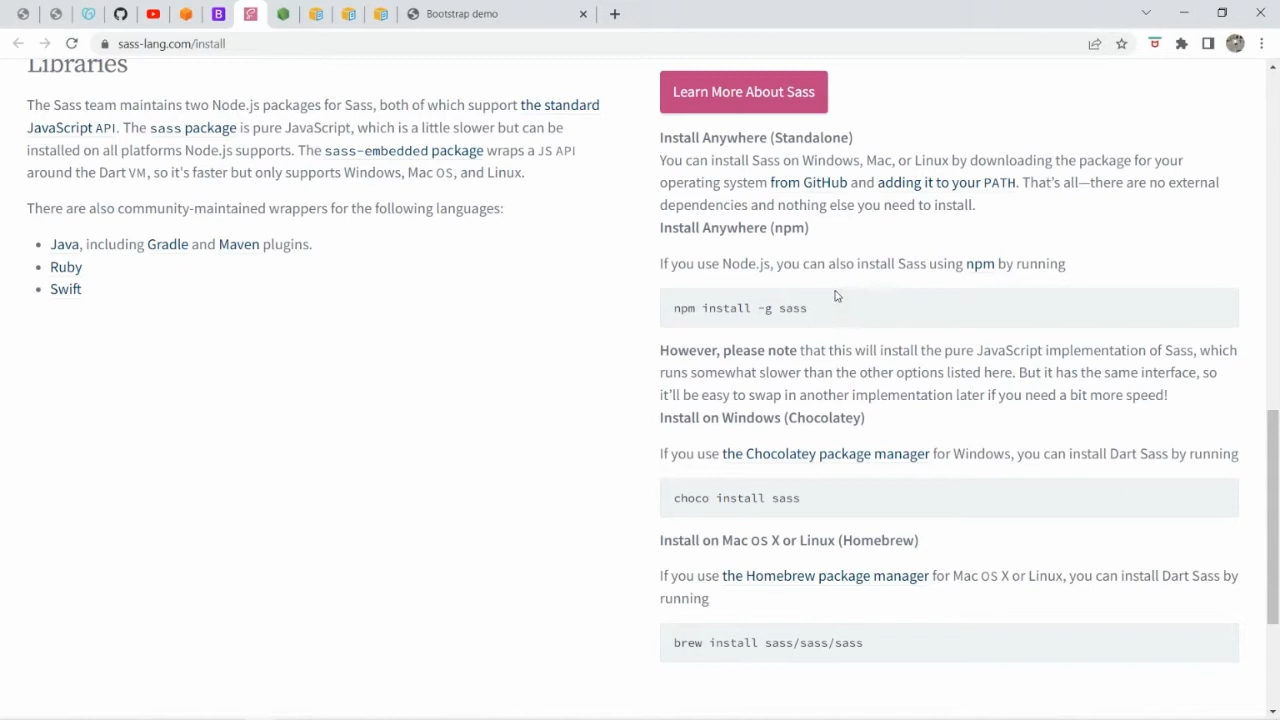 Bootstrap demo
sass-lang.com/install
Libraries
The Sass team maintains two Node.js packages for Sass, both of which support the standard
JavaScript API. The sass package is pure JavaScript, which is a little slower but can be
installed on all platforms Node.js supports. The sass-embedded package wraps a JS API
around the Dart VM, so it's faster but only supports Windows, Mac OS, and Linux.
There are also community-maintained wrappers for the following languages:
• Java, including Gradle and Maven plugins.
• Ruby
• Swift
Learn More About Sass
Install Anywhere (Standalone)
You can install Sass on Windows, Mac, or Linux by downloading the package for your
operating system from GitHub and adding it to your PATH. That's all—there are no external
dependencies and nothing else you need to install.
Install Anywhere (npm)
If you use Node.js, you can also install Sass using npm by running
npm install -g sass
However, please note that this will install the pure JavaScript implementation of Sass, which
runs somewhat slower than the other options listed here. But it has the same interface, so
it'll be easy to swap in another implementation later if you need a bit more speed!
Install on Windows (Chocolatey)
If you use the Chocolatey package manager for Windows, you can install Dart Sass by running
choco install sass
Install on Mac OS X or Linux (Homebrew)
If you use the Homebrew package manager for Mac OS X or Linux, you can install Dart Sass by
running
brew install sass/sass/sass